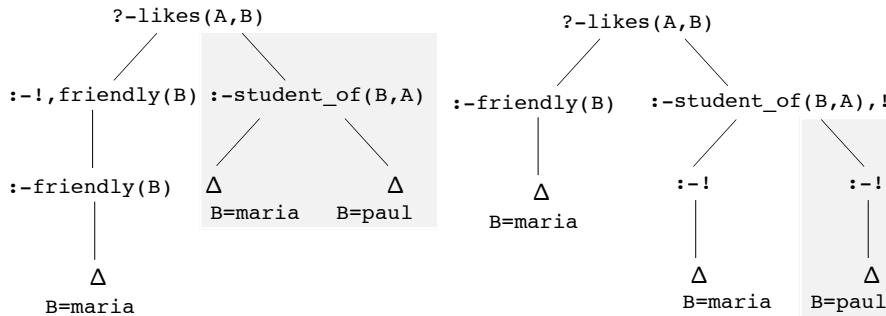 ?-likes(A,B)
:-!,friendly(B)
:-student_of(B,A)
:-friendly(B)
Δ
B=maria
Δ
B=paul
Δ
B=maria
?-likes(A,B)
:-friendly(B)
:-student_of(B,A),!
Δ
B=maria
:-!
:-!
Δ
B=maria
Δ
B=paul